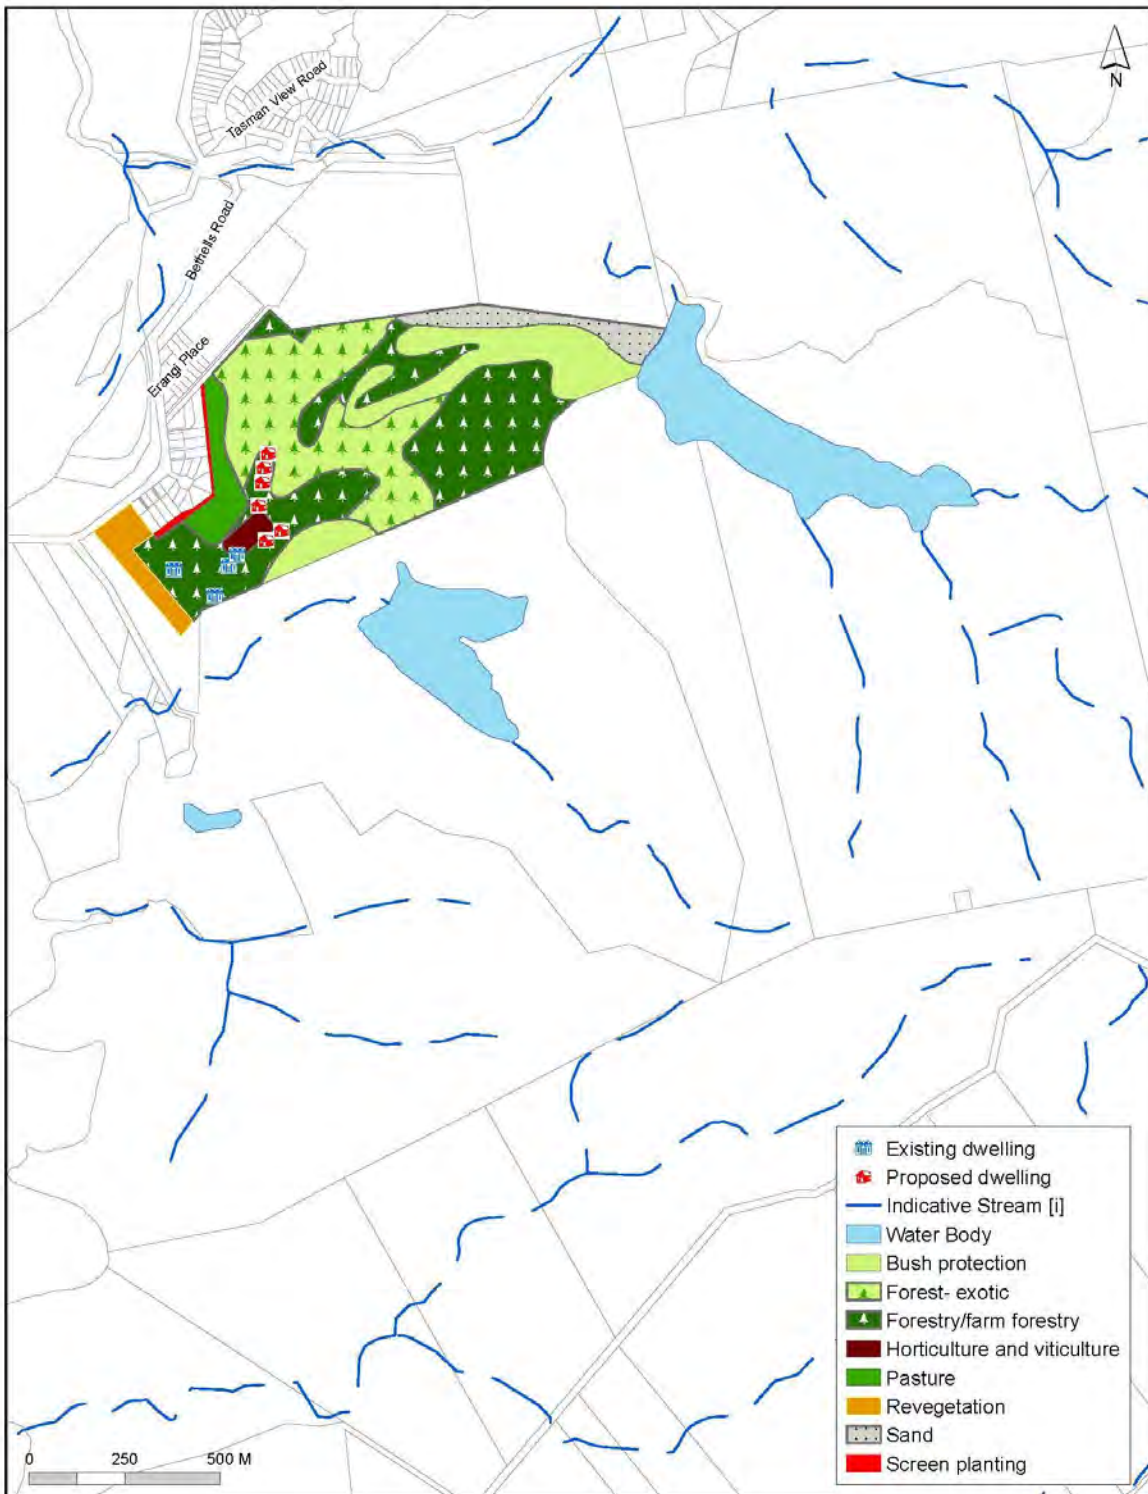 N
Tasman View Road
Bethells Road
Erangi Place
Existing dwelling
Proposed dwelling
Indicative Stream [i]
Water Body
Bush protection
Forest- exotic
Forestry/farm forestry
Horticulture and viticulture
Pasture
Revegetation
Sand
Screen planting
0 250 500 M